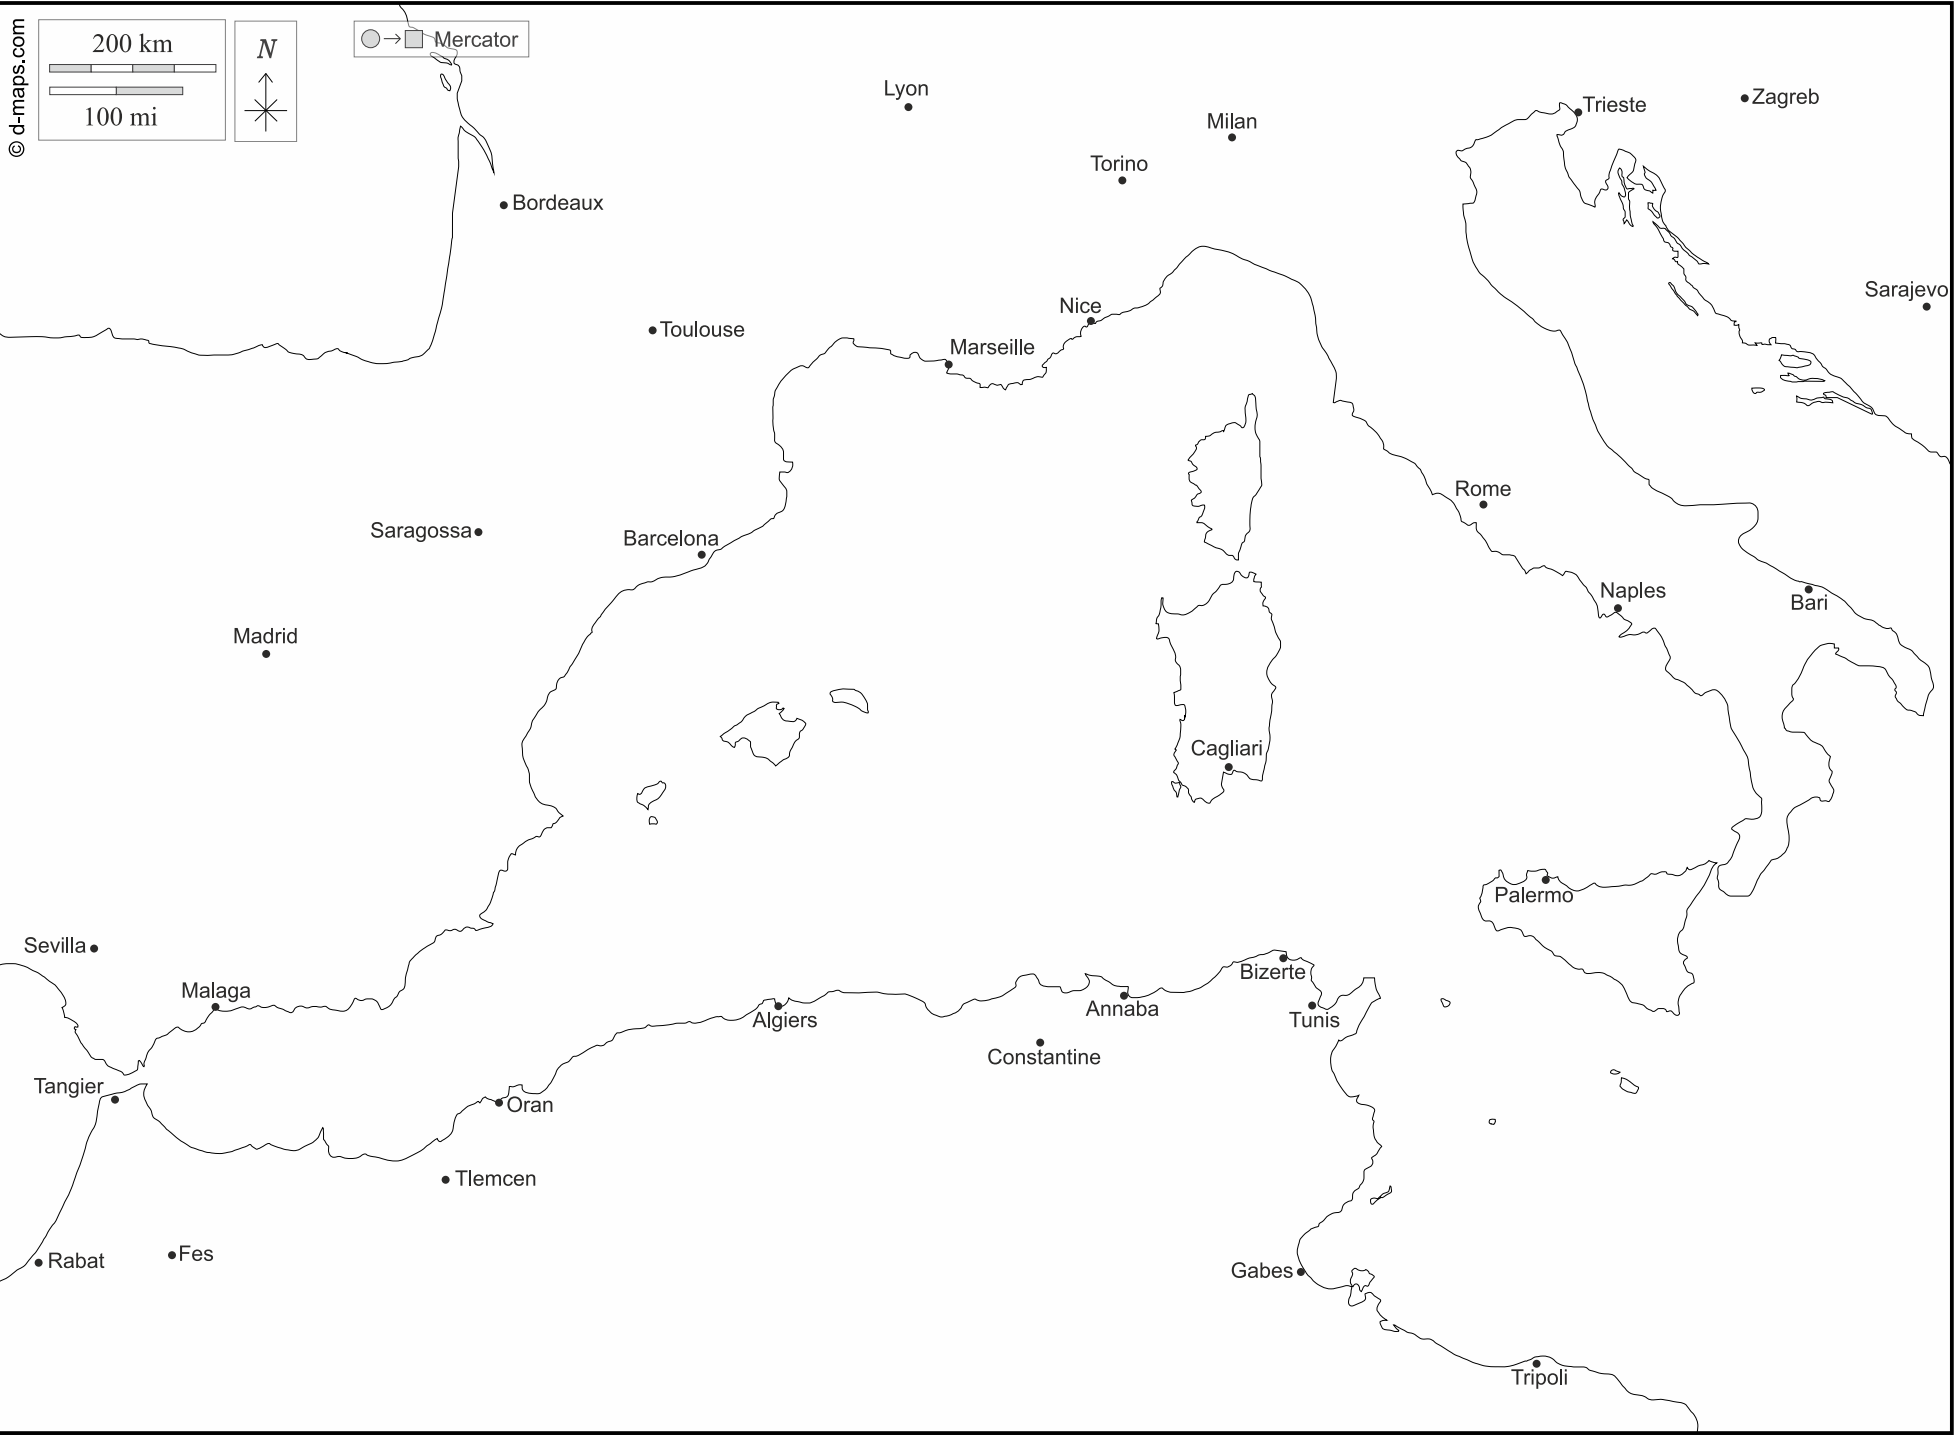 © d-maps.com
200 km
100 mi
N
Mercator
Lyon
Milan
Trieste
Zagreb
Torino
Bordeaux
Sarajevo
Nice
Toulouse
Marseille
Rome
Saragossa
Barcelona
Naples
Bari
Madrid
Cagliari
Palermo
Sevilla
Bizerte
Malaga
Algiers
Annaba
Tunis
Constantine
Tangier
Oran
Tlemcen
Rabat
Fes
Gabes
Tripoli